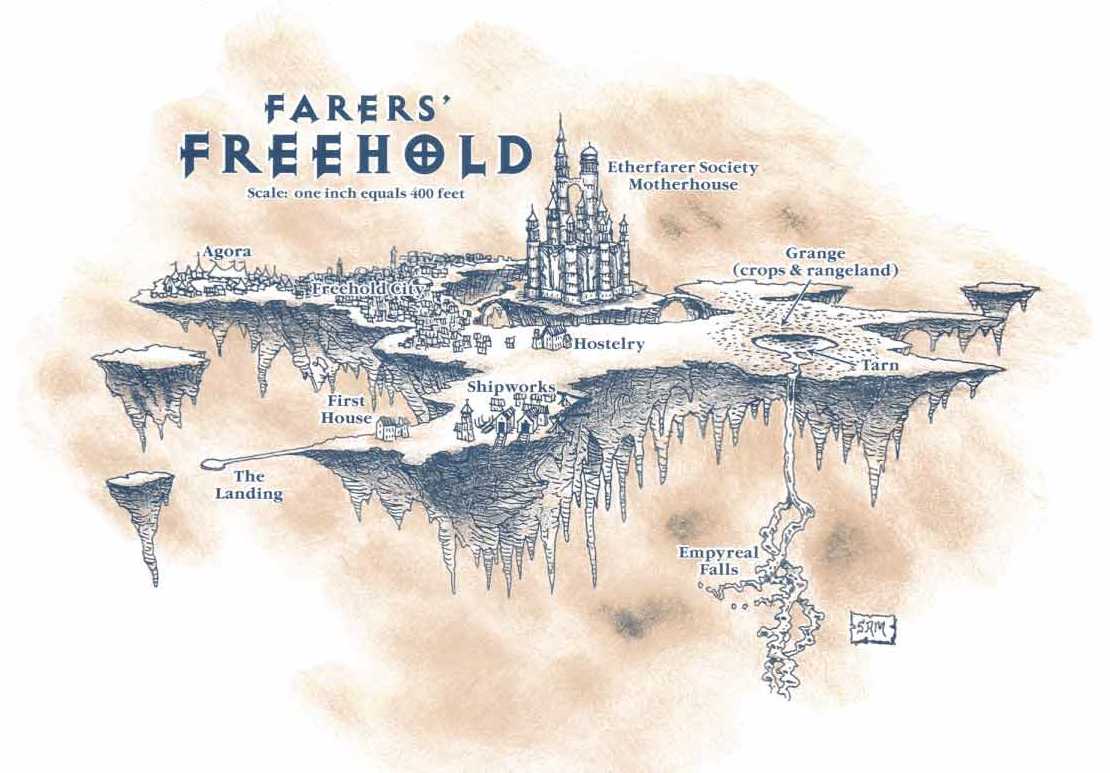 FARERS'
FREEHOLD
Scale: one inch equals 400 feet
Etherfarer Society
Motherhouse
Agora
Grange
(crops & rangeland)
Freehold City
Hostelry
Tarn
Shipworks
First
House
The
Landing
Empyreal
Falls
SRM